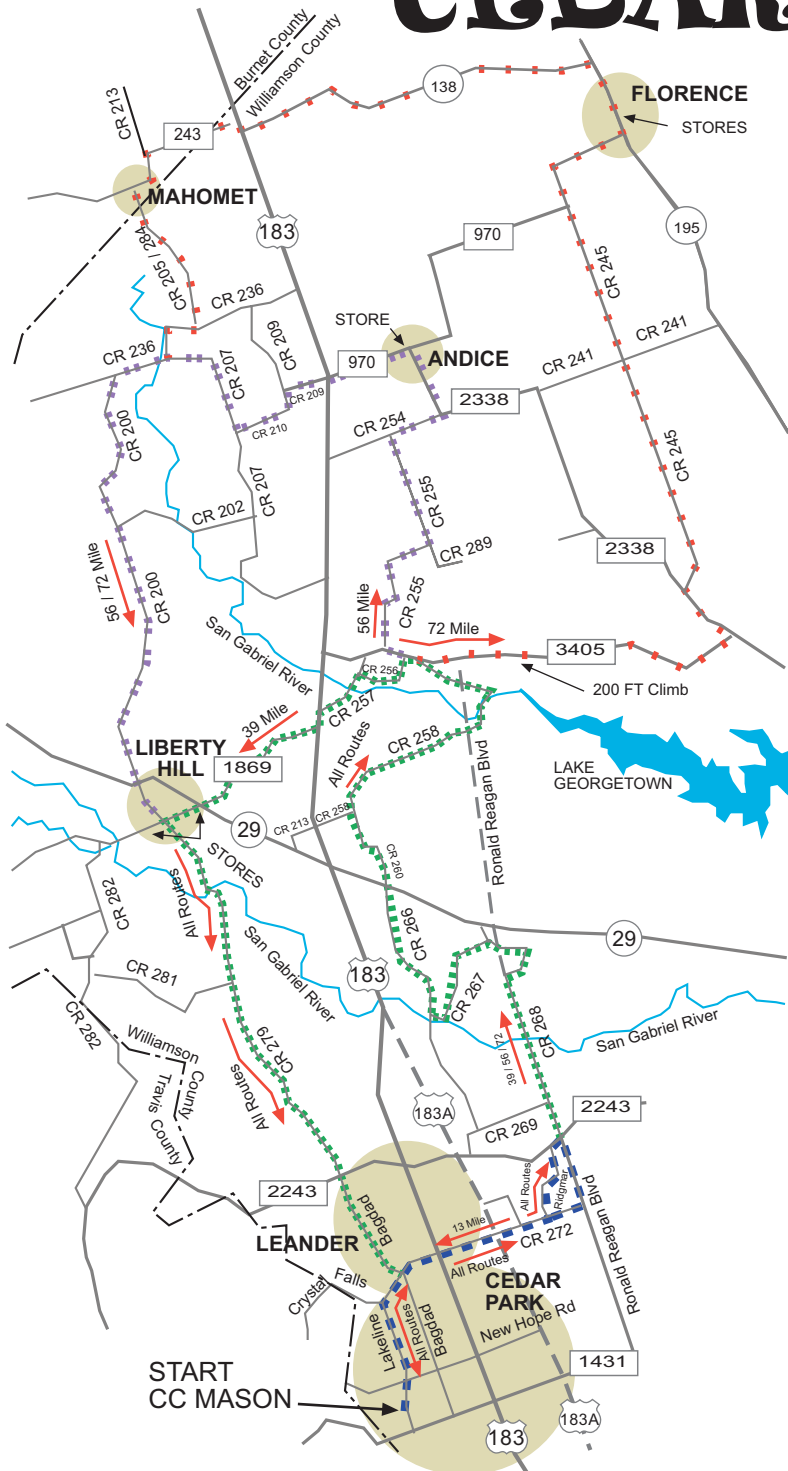 CEDAR
Burnet County
Williamson County
CR 213
243
138
FLORENCE
STORES
MAHOMET
183
970
195
CR 205 / 284
CR 236
CR 245
STORE
CR 209
CR 236
CR 207
970
ANDICE
CR 241
CR 241
CR 209
2338
CR 200
CR 210
CR 254
CR 207
CR 255
CR 245
CR 202
CR 289
2338
56 / 72 Mile
CR 200
CR 255
56 Mile
72 Mile
3405
San Gabriel River
CR 256
200 FT Climb
CR 257
39 Mile
LIBERTY
HILL
1869
All Routes
CR 258
Ronald Reagan Blvd
LAKE
GEORGETOWN
29
CR 213
CR 258
STORES
CR 260
All Routes
CR 282
CR 266
29
San Gabriel River
CR 281
183
CR 267
CR 282
CR 279
CR 268
San Gabriel River
39 / 56 / 72
Williamson
County
Travis County
All Routes
183A
2243
CR 269
2243
All Routes
Ridgmar
Bagdad
13 Mile
CR 272
LEANDER
All Routes
Ronald Reagan Blvd
CEDAR
PARK
Crystal Falls
Lakeline
All Routes
Bagdad
New Hope Rd
1431
START
CC MASON
183
183A